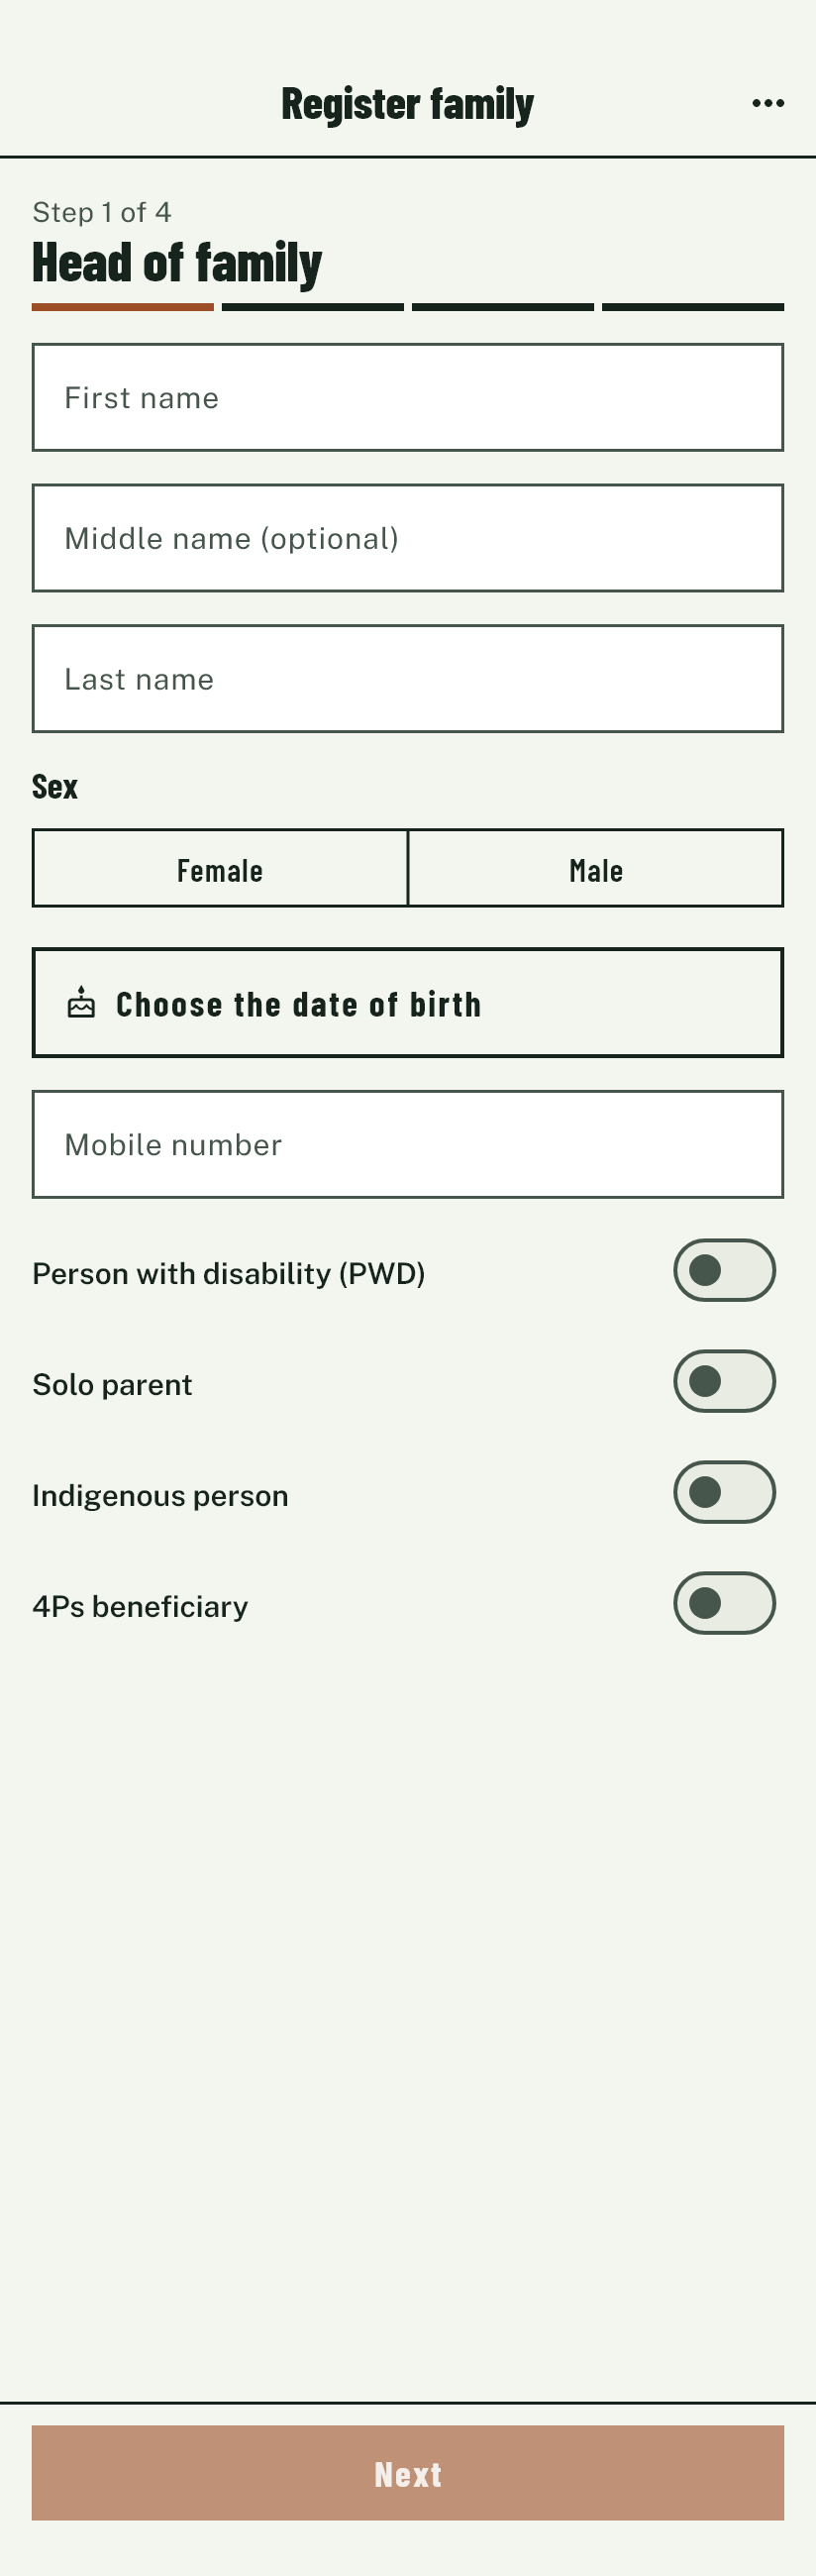 Register family
Step 1 of 4
Head of family
First name
Middle name (optional)
Last name
Sex
Female
Male
Choose the date of birth
Mobile number
Person with disability (PWD)
Solo parent
Indigenous person
4Ps beneficiary
Next